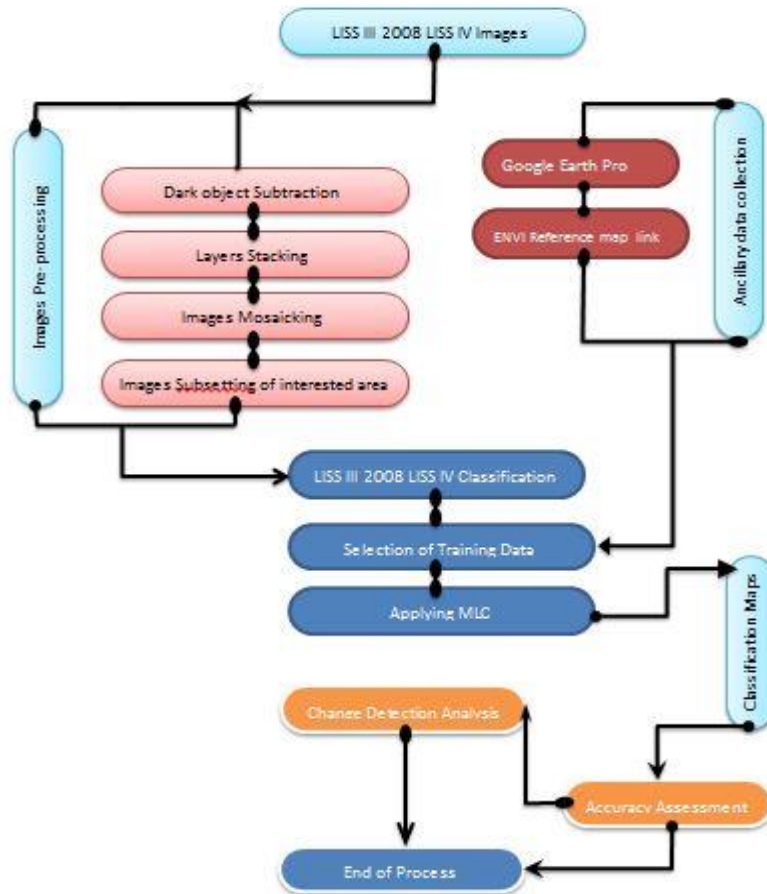 LISS III 2008 LISS IV Images
Images Pre-processing
Dark object Subtraction
Layers Stacking
Images Mosaicking
Images Subsetting of interested area
Google Earth Pro
ENVI Reference map link
Ancillary data collection
LISS III 2008 LISS IV Classification
Selection of Training Data
Applying MLC
Classification Maps
Change Detection Analysis
Accuracy Assessment
End of Process